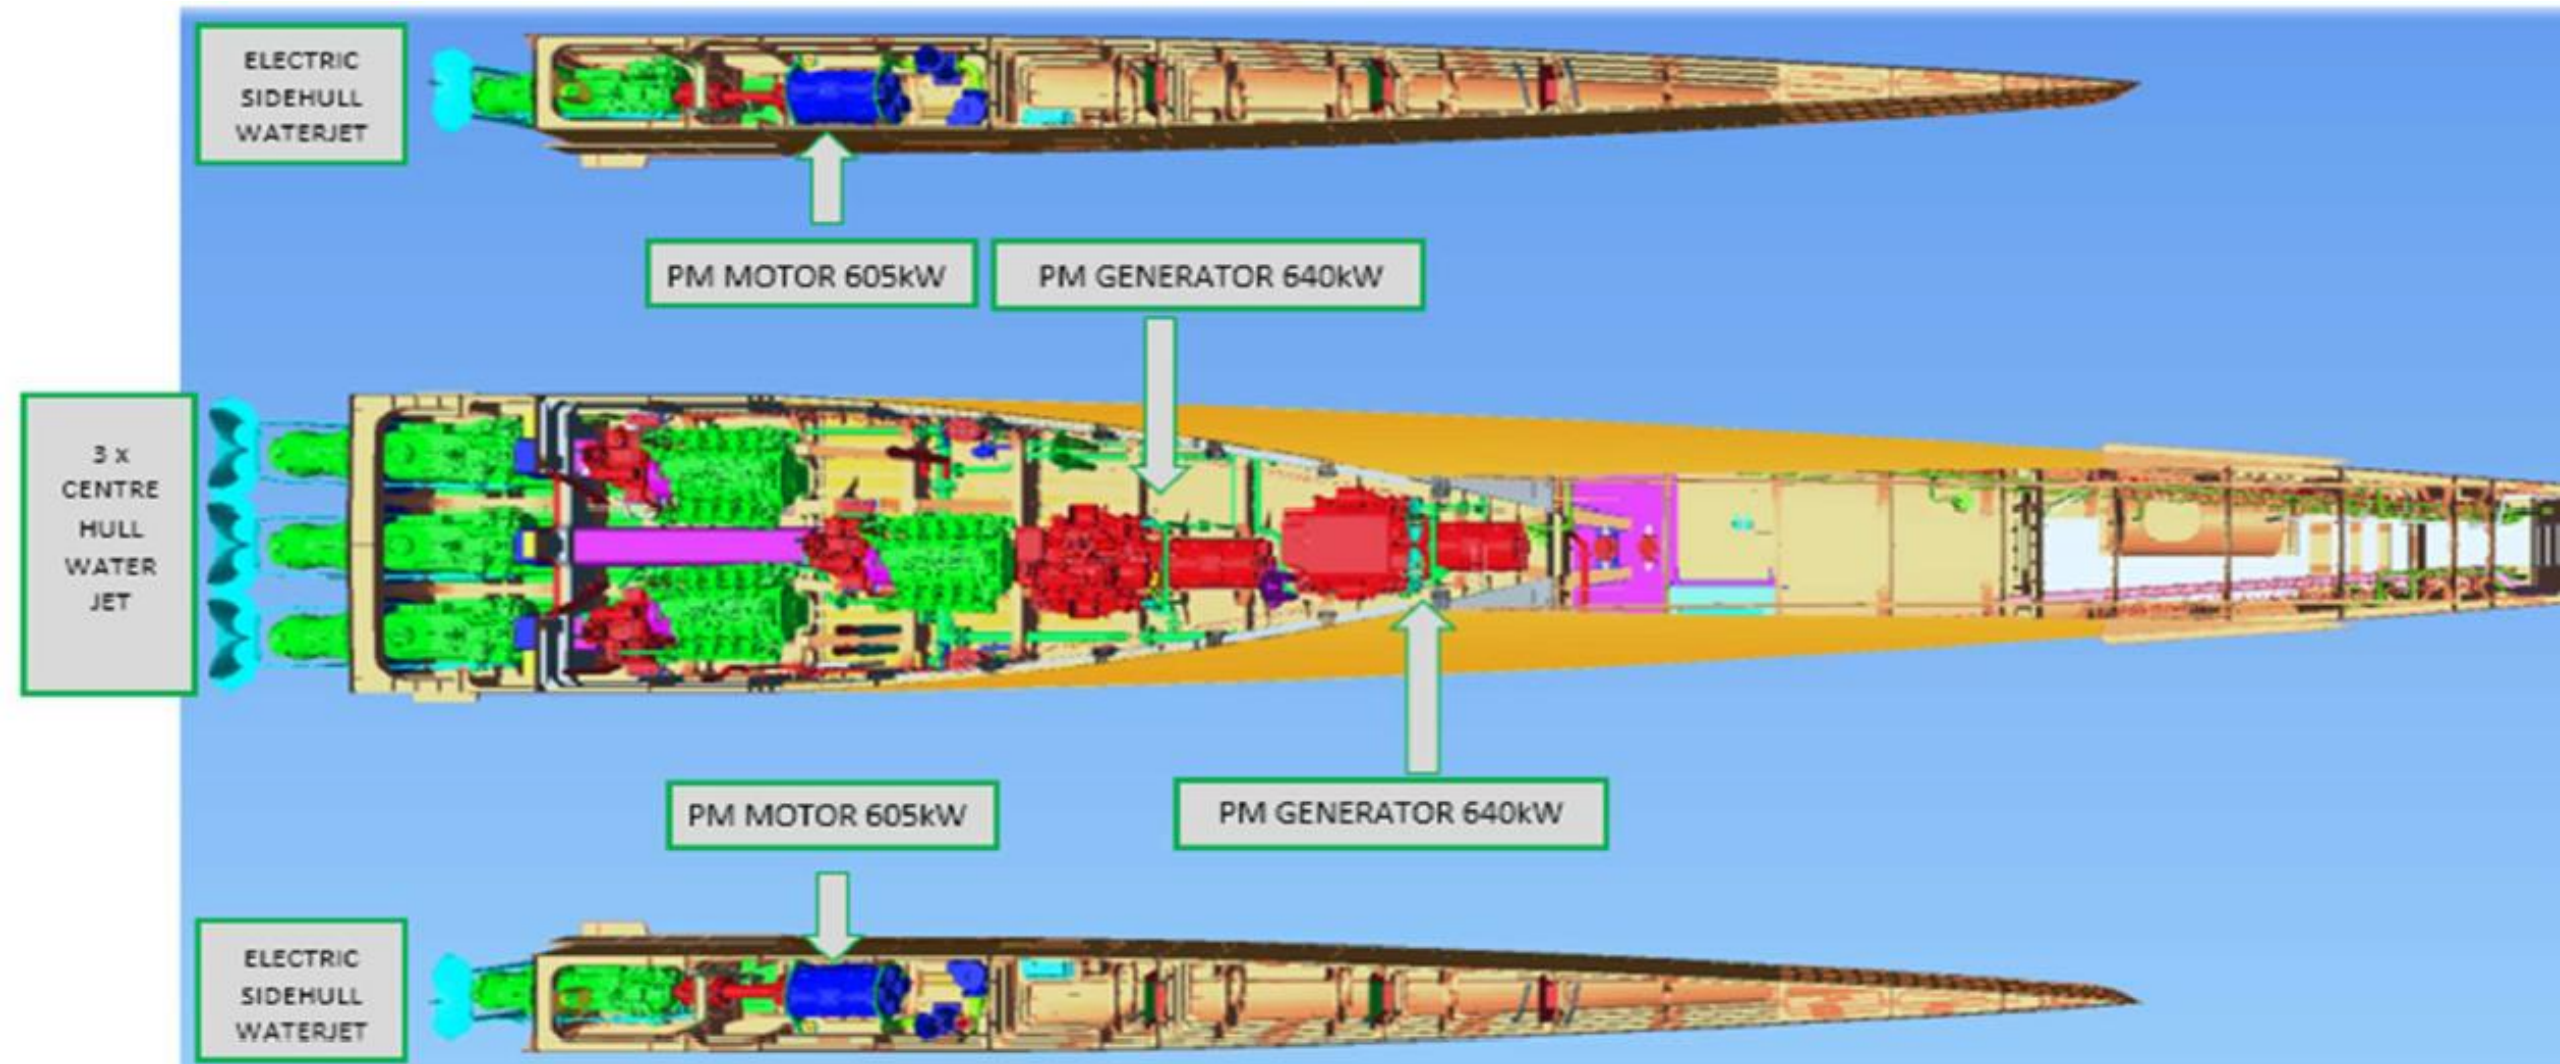 ELECTRIC
SIDEHULL
WATERJET
PM MOTOR 605kW
PM GENERATOR 640kW
3 x
CENTRE
HULL
WATER
JET
PM MOTOR 605kW
PM GENERATOR 640kW
ELECTRIC
SIDEHULL
WATERJET